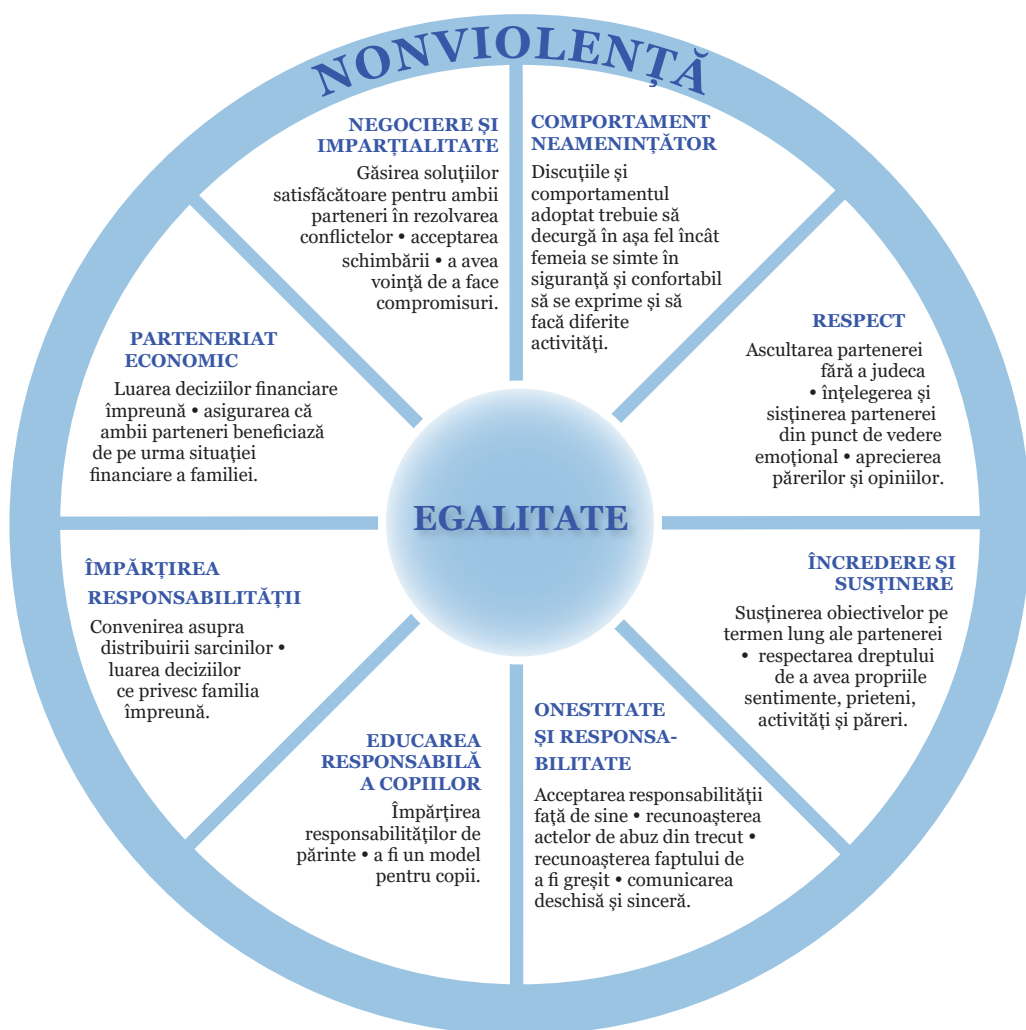 NONVIOLENŢĂ
NEGOCIERE ȘI
IMPARȚIALITATE
Găsirea soluțiilor
satisfăcătoare pentru ambii
parteneri în rezolvarea
conflictelor • acceptarea
schimbării • a avea
voință de a face
compromisuri.
COMPORTAMENT
NEAMENINȚĂTOR
Discuțiile și
comportamentul
adoptat trebuie să
decurgă în așa fel încât
femeia se simte în
siguranță și confortabil
să se exprime și să
facă diferite
activități.
RESPECT
Ascultarea partenerei
fără a judeca
• înțelegerea și
sisținerea partenerei
din punct de vedere
emoțional • aprecierea
părerilor și opiniilor.
ÎNCREDERE ȘI
SUSȚINERE
Susținerea obiectivelor pe
termen lung ale partenerei
• respectarea dreptului
de a avea propriile
sentimente, prieteni,
activități și păreri.
ONESTITATE
ȘI RESPONSA-
BILITATE
Acceptarea responsabilității
față de sine • recunoașterea
actelor de abuz din trecut •
recunoașterea faptului de
a fi greșit • comunicarea
deschisă și sinceră.
EDUCAREA
RESPONSABILĂ
A COPIILOR
Împărțirea
responsabilităților de
părinte • a fi un model
pentru copii.
ÎMPĂRȚIREA
RESPONSABILITĂȚII
Convenirea asupra
distribuirii sarcinilor •
luarea deciziilor
ce privesc familia
împreună.
PARTENERIAT
ECONOMIC
Luarea deciziilor financiare
împreună • asigurarea că
ambii parteneri beneficiază
de pe urma situației
financiare a familiei.
EGALITATE